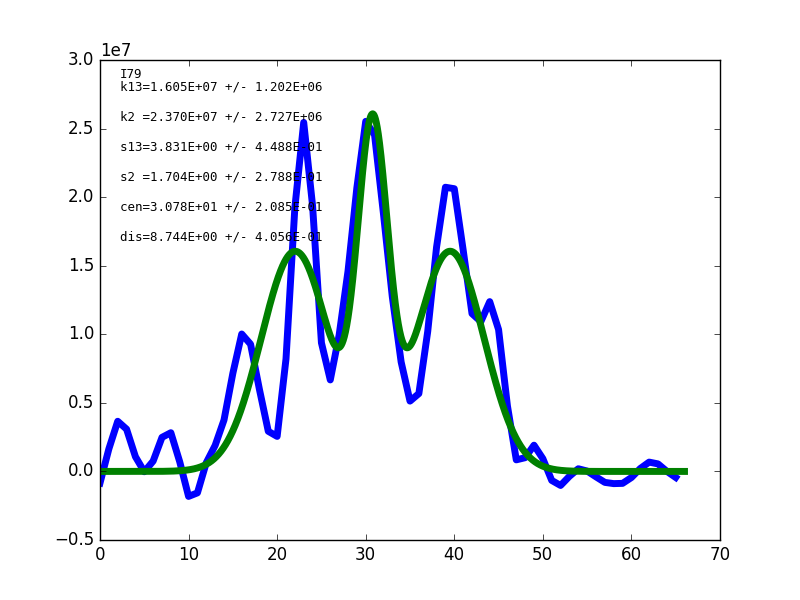 1e7
3.0
2.5
2.0
1.5
1.0
0.5
0.0
−0.5
I79
k13=1.605E+07 +/- 1.202E+06
k2 =2.370E+07 +/- 2.727E+06
s13=3.831E+00 +/- 4.488E-01
s2 =1.704E+00 +/- 2.788E-01
cen=3.078E+01 +/- 2.085E-01
dis=8.744E+00 +/- 4.056E-01
0 10 20 30 40 50 60 70